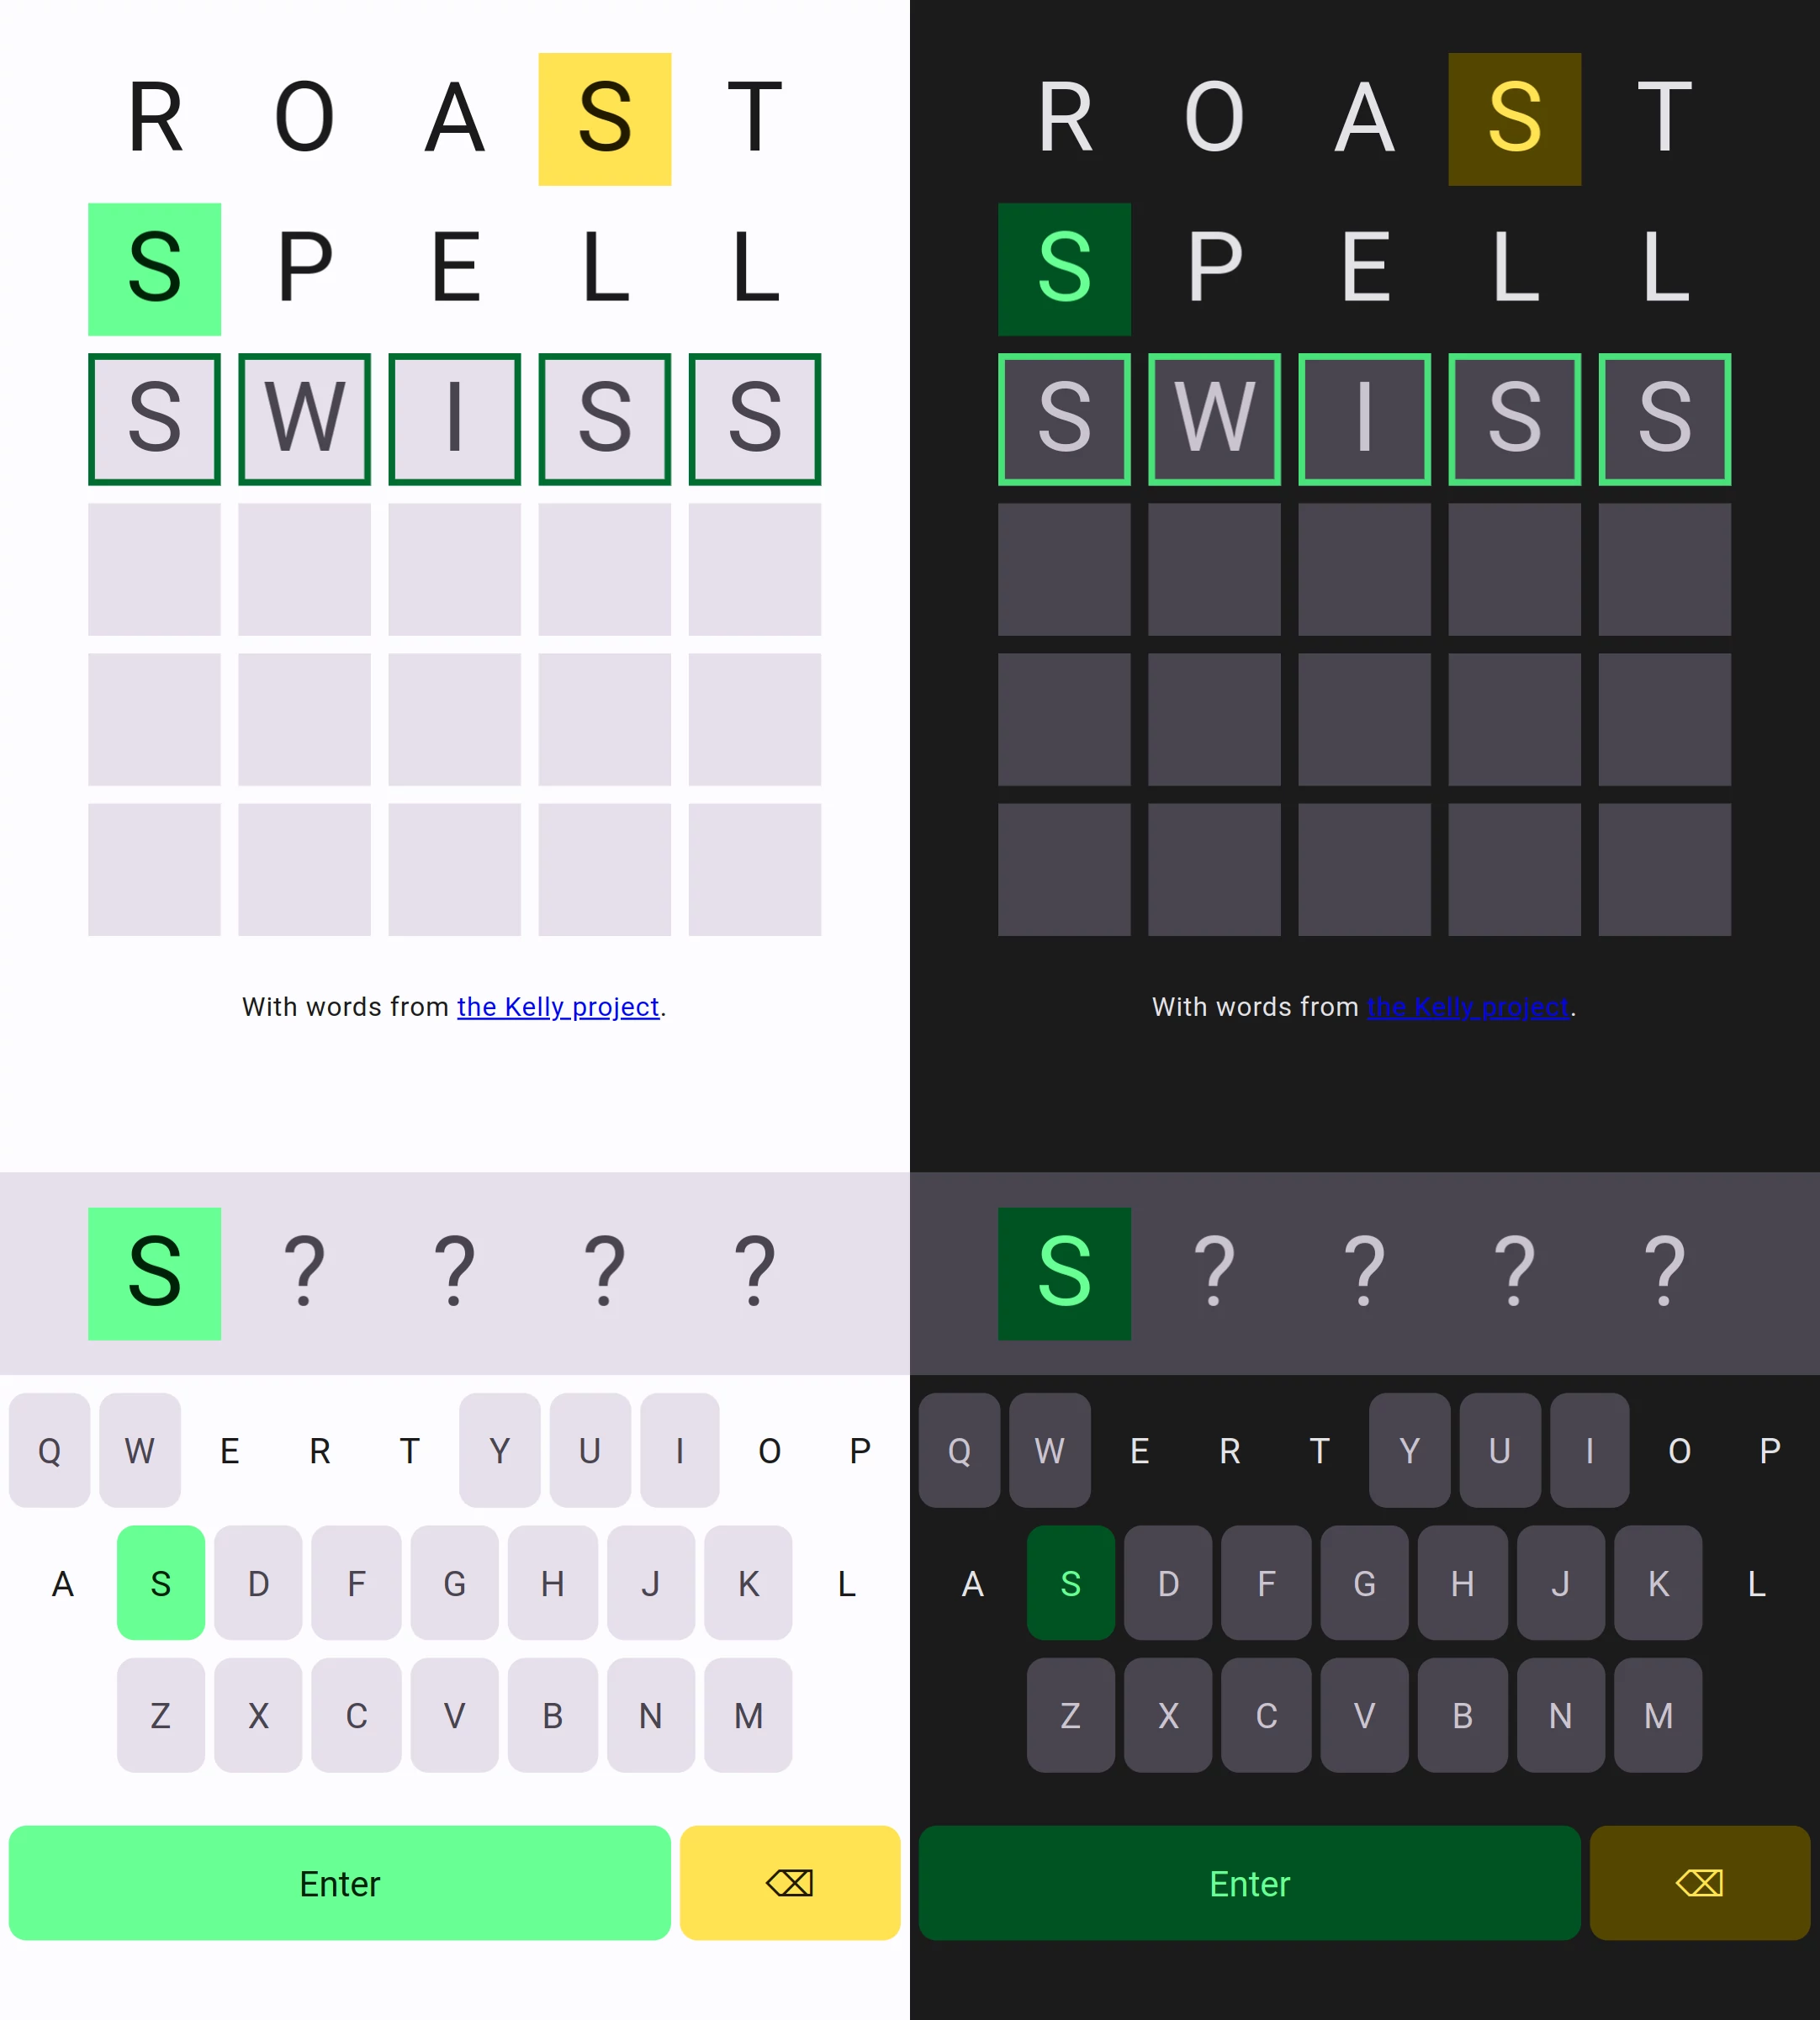 R O A S T
S P E L L
S W I S S
With words from the Kelly project.
S ? ? ? ?
Q W E R T Y U I O P
A S D F G H J K L
Z X C V B N M
Enter ⌫
R O A S T
S P E L L
S W I S S
With words from the Kelly project.
S ? ? ? ?
Q W E R T Y U I O P
A S D F G H J K L
Z X C V B N M
Enter ⌫